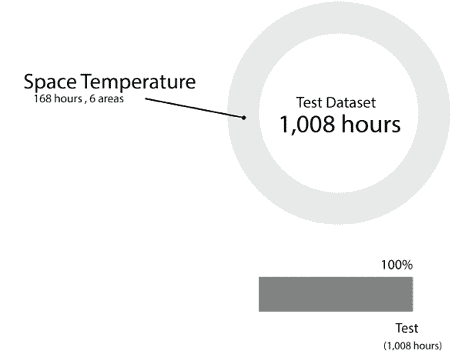 Space Temperature
168 hours , 6 areas
Test Dataset
1,008 hours
100%
Test
(1,008 hours)